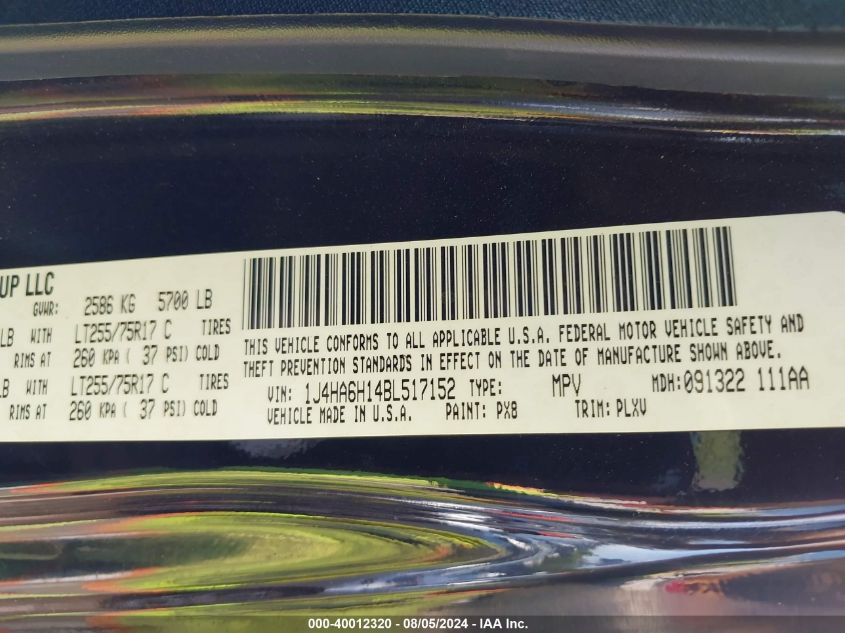 UP LLC
GVWR: 2586 KG 5700 LB
LB WITH LT255/75R17 C TIRES
RIMS AT 260 KPA ( 37 PSI) COLD
LB WITH LT255/75R17 C TIRES
RIMS AT 260 KPA ( 37 PSI) COLD
THIS VEHICLE CONFORMS TO ALL APPLICABLE U.S.A. FEDERAL MOTOR VEHICLE SAFETY AND
THEFT PREVENTION STANDARDS IN EFFECT ON THE DATE OF MANUFACTURE SHOWN ABOVE.
VIN: 1J4HA6H14BL517152 TYPE: MPV MDH: 091322 111AA
VEHICLE MADE IN U.S.A. PAINT: PX8 TRIM: PLXV
000-40012320 - 08/05/2024 - IAA Inc.